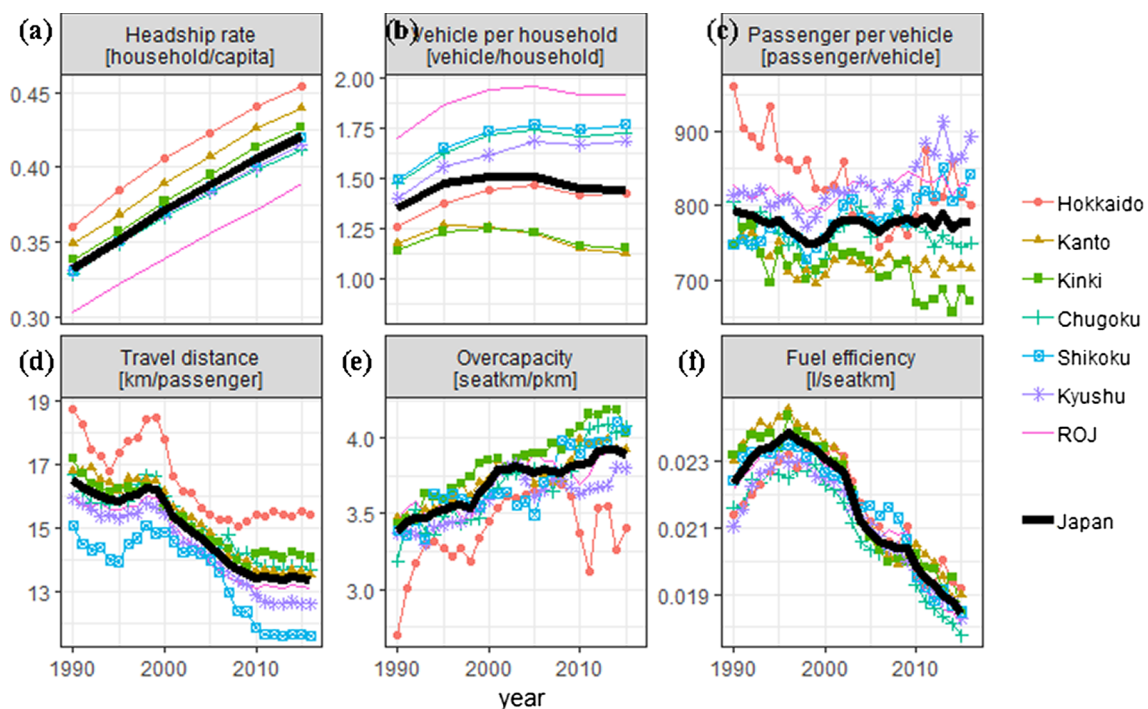 (a) Headship rate
[household/capita]
(b) Vehicle per household
[vehicle/household]
(c) Passenger per vehicle
[passenger/vehicle]
0.45
0.40
0.35
0.30
2.00
1.75
1.50
1.25
1.00
900
800
700
(d) Travel distance
[km/passenger]
(e) Overcapacity
[seatkm/pkm]
(f) Fuel efficiency
[l/seatkm]
19
17
15
13
4.0
3.5
3.0
0.023
0.021
0.019
1990 2000 2010
1990 2000 2010
1990 2000 2010
year
Hokkaido
Kanto
Kinki
Chugoku
Shikoku
Kyushu
ROJ
Japan